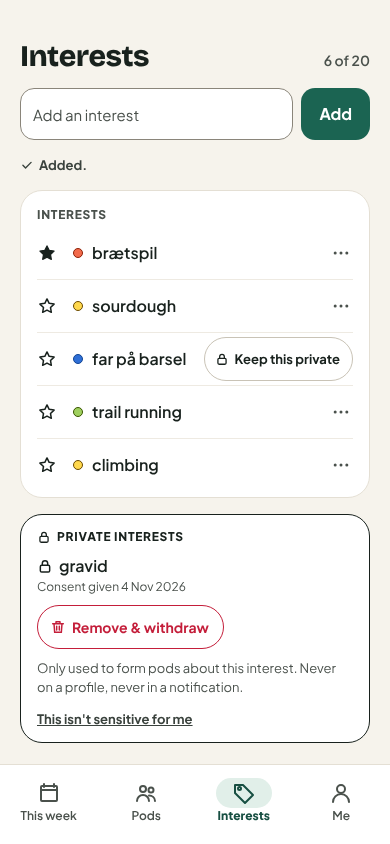 Interests
6 of 20
Add an interest
Add
Added.
INTERESTS
brætspil
sourdough
far på barsel
Keep this private
trail running
climbing
PRIVATE INTERESTS
gravid
Consent given 4 Nov 2026
Remove & withdraw
Only used to form pods about this interest. Never
on a profile, never in a notification.
This isn't sensitive for me
This week
Pods
Interests
Me